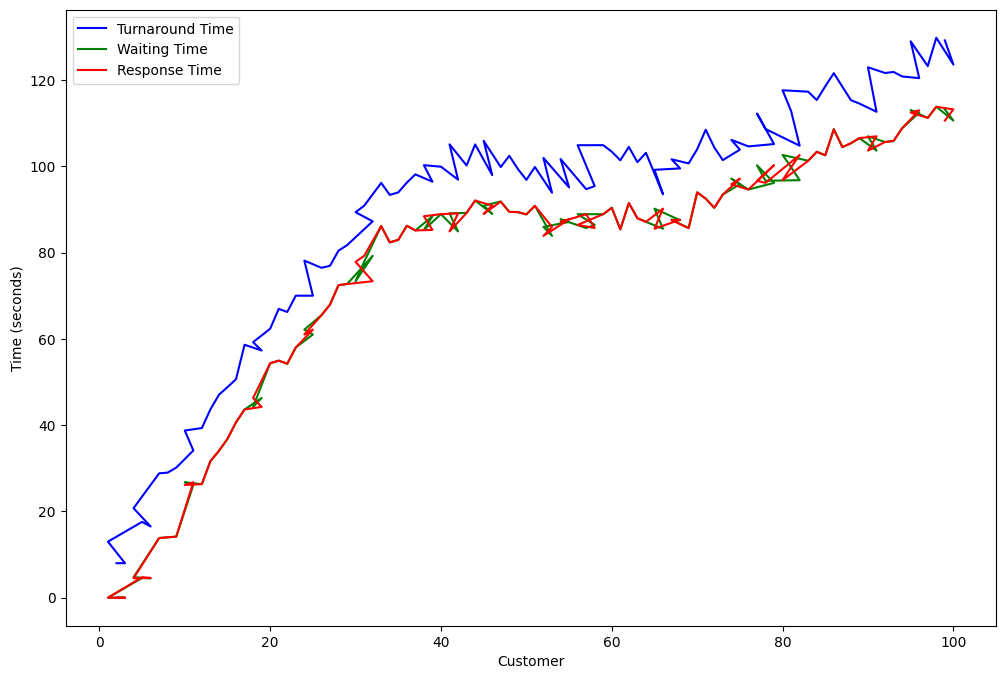 Turnaround Time
Waiting Time
Response Time
Time (seconds)
120
100
80
60
40
20
0
0 20 40 60 80 100
Customer